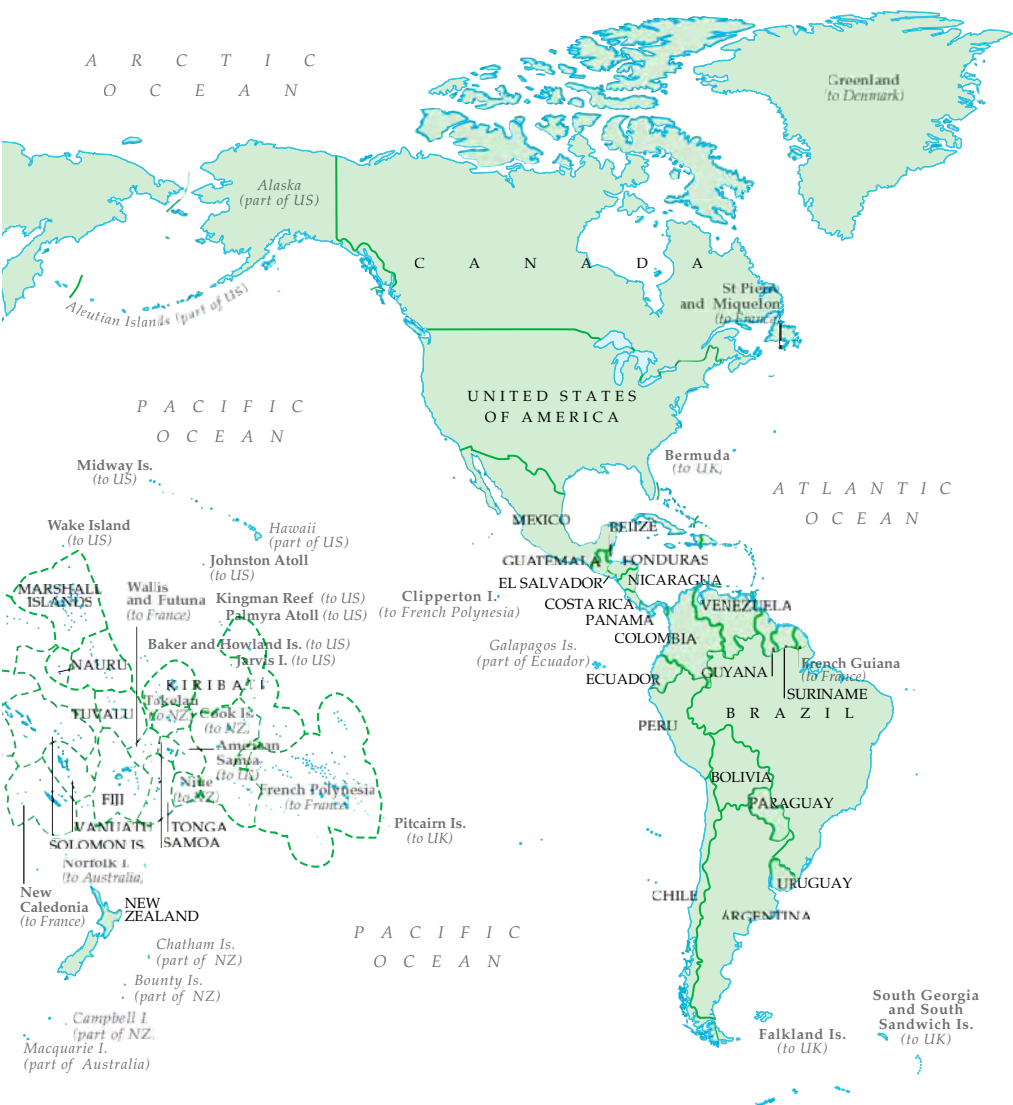 A R C T I C
O C E A N
Greenland
(to Denmark)
Alaska
(part of US)
C A N A D A
St Pierre
and Miquelon
(to France)
Aleutian Islands (part of US)
UNITED STATES
OF AMERICA
P A C I F I C
O C E A N
Bermuda
(to UK)
Midway Is.
(to US)
A T L A N T I C
O C E A N
Wake Island
(to US)
Hawaii
(part of US)
MEXICO
BELIZE
Johnston Atoll
(to US)
GUATEMALA
HONDURAS
EL SALVADOR
NICARAGUA
MARSHALL
ISLANDS
Wallis
and Futuna
(to France)
Kingman Reef (to US)
Palmyra Atoll (to US)
Clipperton I.
(to French Polynesia)
COSTA RICA
PANAMA
VENEZUELA
COLOMBIA
Baker and Howland Is. (to US)
Jarvis I. (to US)
Galapagos Is.
(part of Ecuador)
NAURU
K I R I B A T I
ECUADOR
GUYANA
French Guiana
(to France)
SURINAME
TUVALU
Tokelau
(to NZ)
Cook Is.
(to NZ)
PERU
B R A Z I L
American
Samoa
(to US)
Niue
(to NZ)
French Polynesia
(to France)
BOLIVIA
FIJI
PARAGUAY
VANUATU
TONGA
SOLOMON IS.
SAMOA
Pitcairn Is.
(to UK)
Norfolk I.
(to Australia)
New
Caledonia
(to France)
NEW
ZEALAND
CHILE
URUGUAY
ARGENTINA
P A C I F I C
O C E A N
Chatham Is.
(part of NZ)
Bounty Is.
(part of NZ)
Campbell I.
(part of NZ)
Macquarie I.
(part of Australia)
Falkland Is.
(to UK)
South Georgia
and South
Sandwich Is.
(to UK)